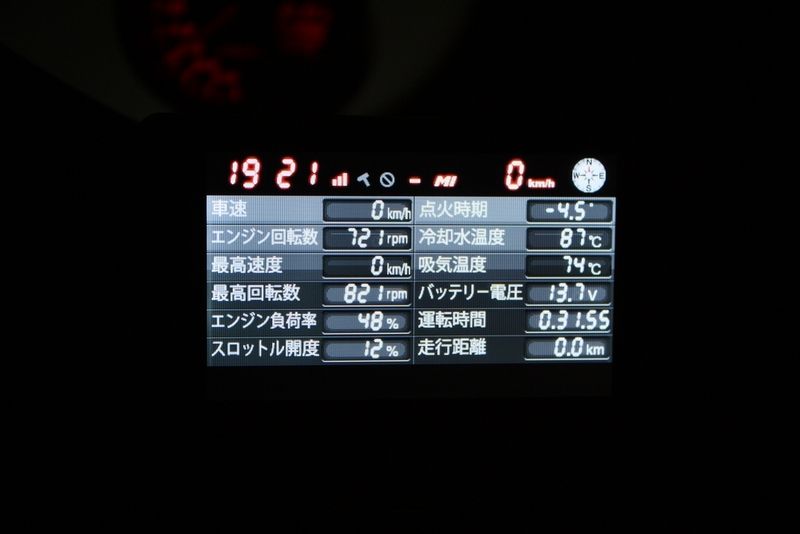 19 21 MI 0 km/h N W E S
車速 0 km/h 点火時期 -4.5°
エンジン回転数 721 rpm 冷却水温度 87℃
最高速度 0 km/h 吸気温度 74℃
最高回転数 821 rpm バッテリー電圧 13.7 V
エンジン負荷率 48 % 運転時間 0.31.55
スロットル開度 12 % 走行距離 0.0 km